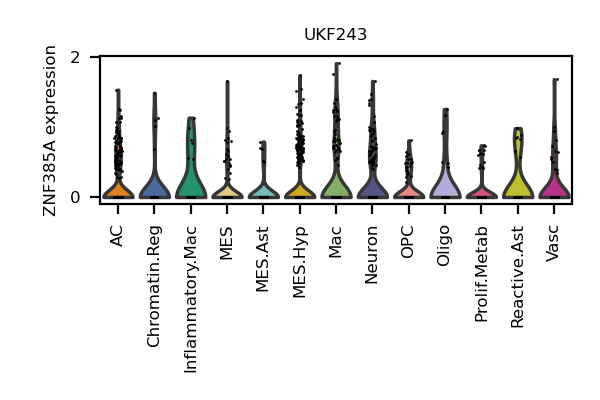 UKF243
ZNF385A expression
2
0
AC
Chromatin.Reg
Inflammatory.Mac
MES
MES.Ast
MES.Hyp
Mac
Neuron
OPC
Oligo
Prolif.Metab
Reactive.Ast
Vasc